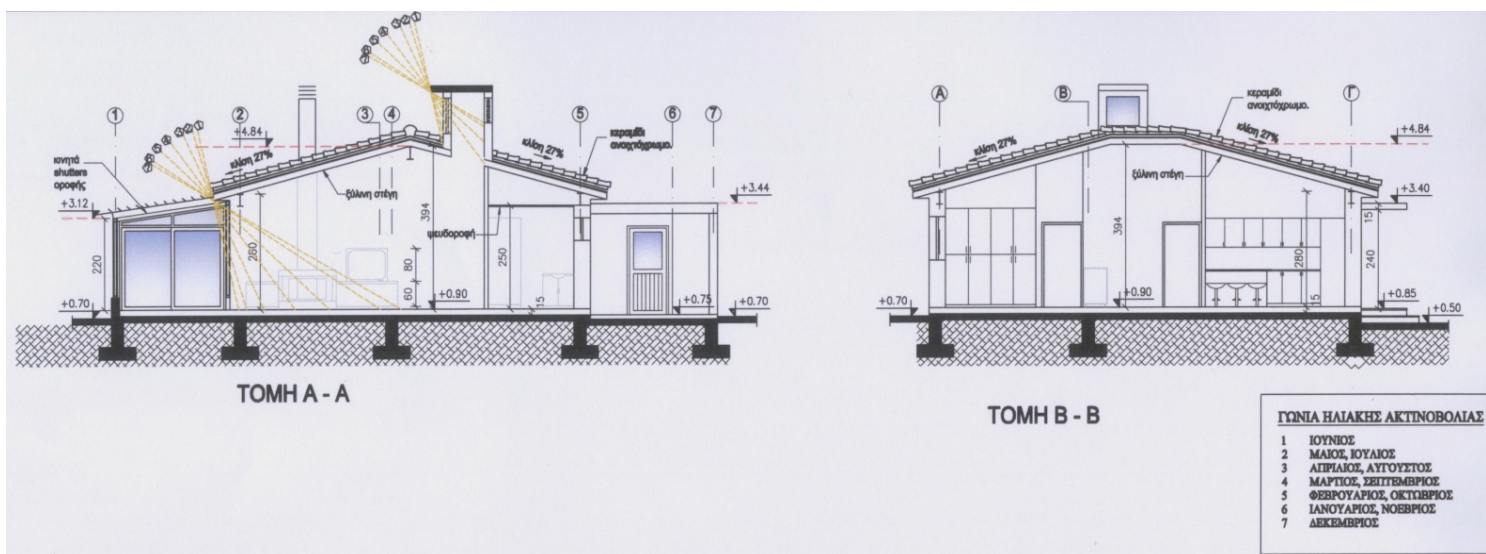 1
2
3
4
5
6
7
+4.84
κλίση 27%
κλίση 27%
κεραμίδι
ανοιχτόχρωμο.
κινητά
shutters
οροφής
ξύλινη στέγη
+3.12
+3.44
ψευδοροφή
220
260
394
80
60
250
15
+0.70
+0.90
+0.75
+0.70
ΤΟΜΗ Α - Α
Α
Β
Γ
κεραμίδι
ανοιχτόχρωμο.
κλίση 27%
κλίση 27%
+4.84
ξύλινη στέγη
+3.40
15
394
280
240
15
+0.70
+0.90
+0.85
+0.50
ΤΟΜΗ Β - Β
ΓΩΝΙΑ ΗΛΙΑΚΗΣ ΑΚΤΙΝΟΒΟΛΙΑΣ
1 ΙΟΥΝΙΟΣ
2 ΜΑΙΟΣ, ΙΟΥΛΙΟΣ
3 ΑΠΡΙΛΙΟΣ, ΑΥΓΟΥΣΤΟΣ
4 ΜΑΡΤΙΟΣ, ΣΕΠΤΕΜΒΡΙΟΣ
5 ΦΕΒΡΟΥΑΡΙΟΣ, ΟΚΤΩΒΡΙΟΣ
6 ΙΑΝΟΥΑΡΙΟΣ, ΝΟΕΒΡΙΟΣ
7 ΔΕΚΕΜΒΡΙΟΣ